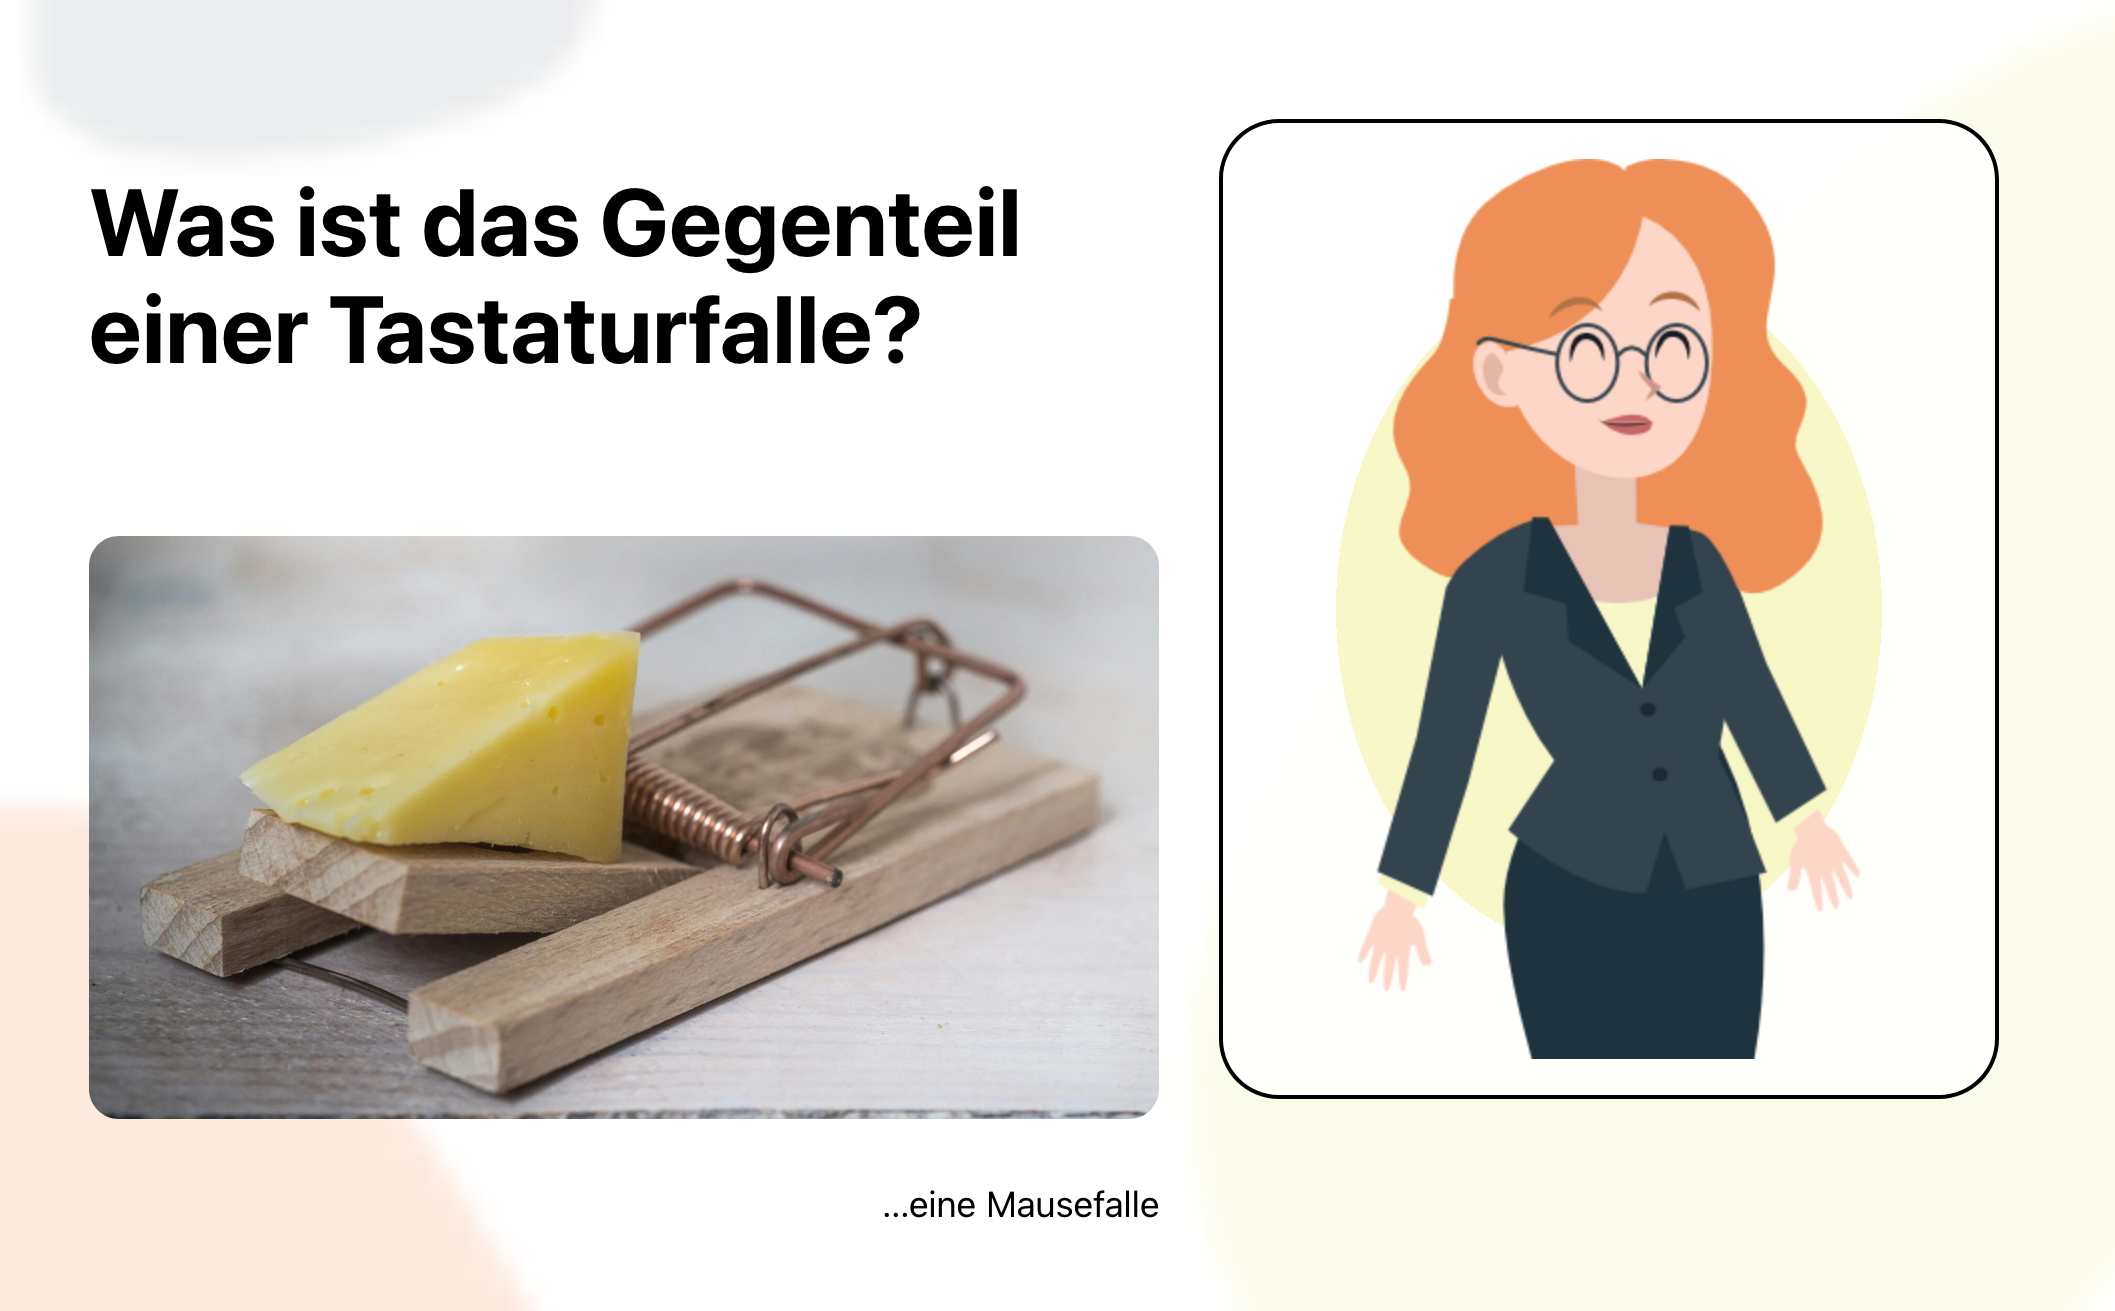 Was ist das Gegenteil
einer Tastaturfalle?
...eine Mausefalle